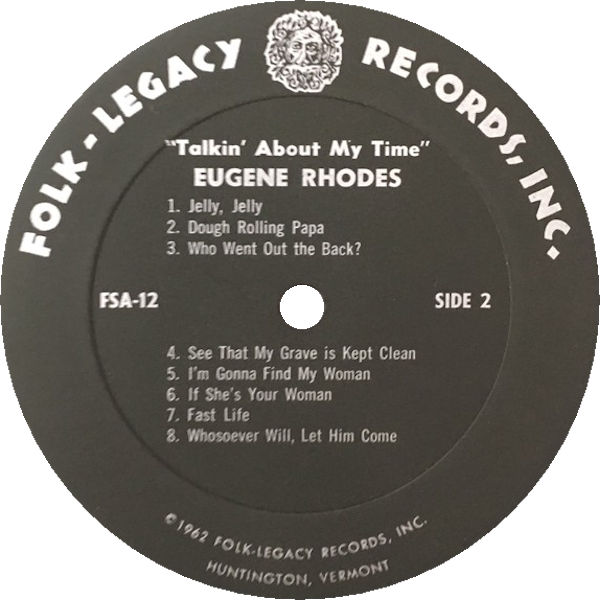 FOLK-LEGACY RECORDS, INC.
"Talkin' About My Time"
EUGENE RHODES
1. Jelly, Jelly
2. Dough Rolling Papa
3. Who Went Out the Back?
FSA-12
SIDE 2
4. See That My Grave is Kept Clean
5. I'm Gonna Find My Woman
6. If She's Your Woman
7. Fast Life
8. Whosoever Will, Let Him Come
©1962 FOLK-LEGACY RECORDS, INC.
HUNTINGTON, VERMONT